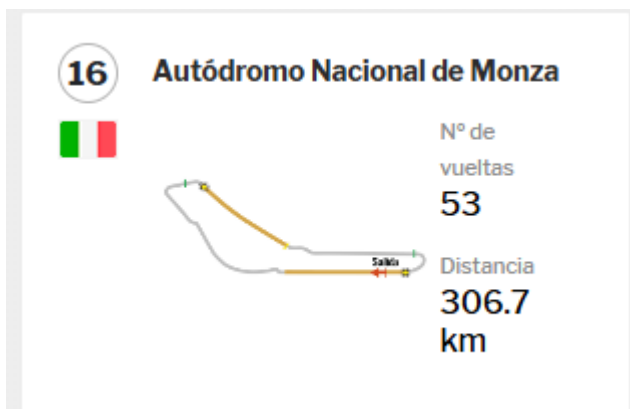 16
Autódromo Nacional de Monza
Nº de
vueltas
53
Salida
Distancia
306.7
km